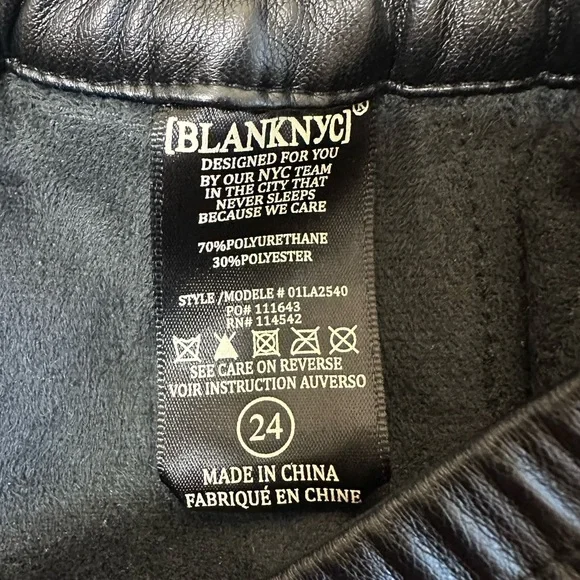 [BLANKNYC]®
DESIGNED FOR YOU
BY OUR NYC TEAM
IN THE CITY THAT
NEVER SLEEPS
BECAUSE WE CARE
70%POLYURETHANE
30%POLYESTER
STYLE /MODELE # 01LA2540
PO# 111643
RN# 114542
SEE CARE ON REVERSE
VOIR INSTRUCTION AUVERSO
24
MADE IN CHINA
FABRIQUÉ EN CHINE